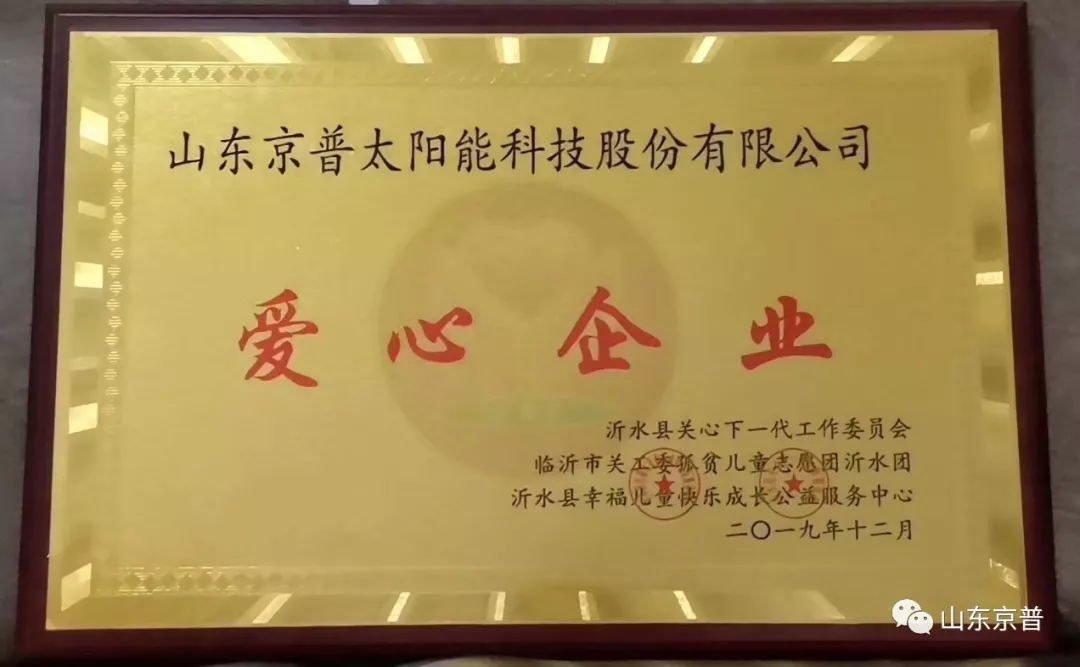 山东京普太阳能科技股份有限公司
爱心企业
沂水县关心下一代工作委员会
临沂市关工委孤贫儿童志愿团沂水团
沂水县幸福儿童快乐成长公益服务中心
二〇一九年十二月
山东京普